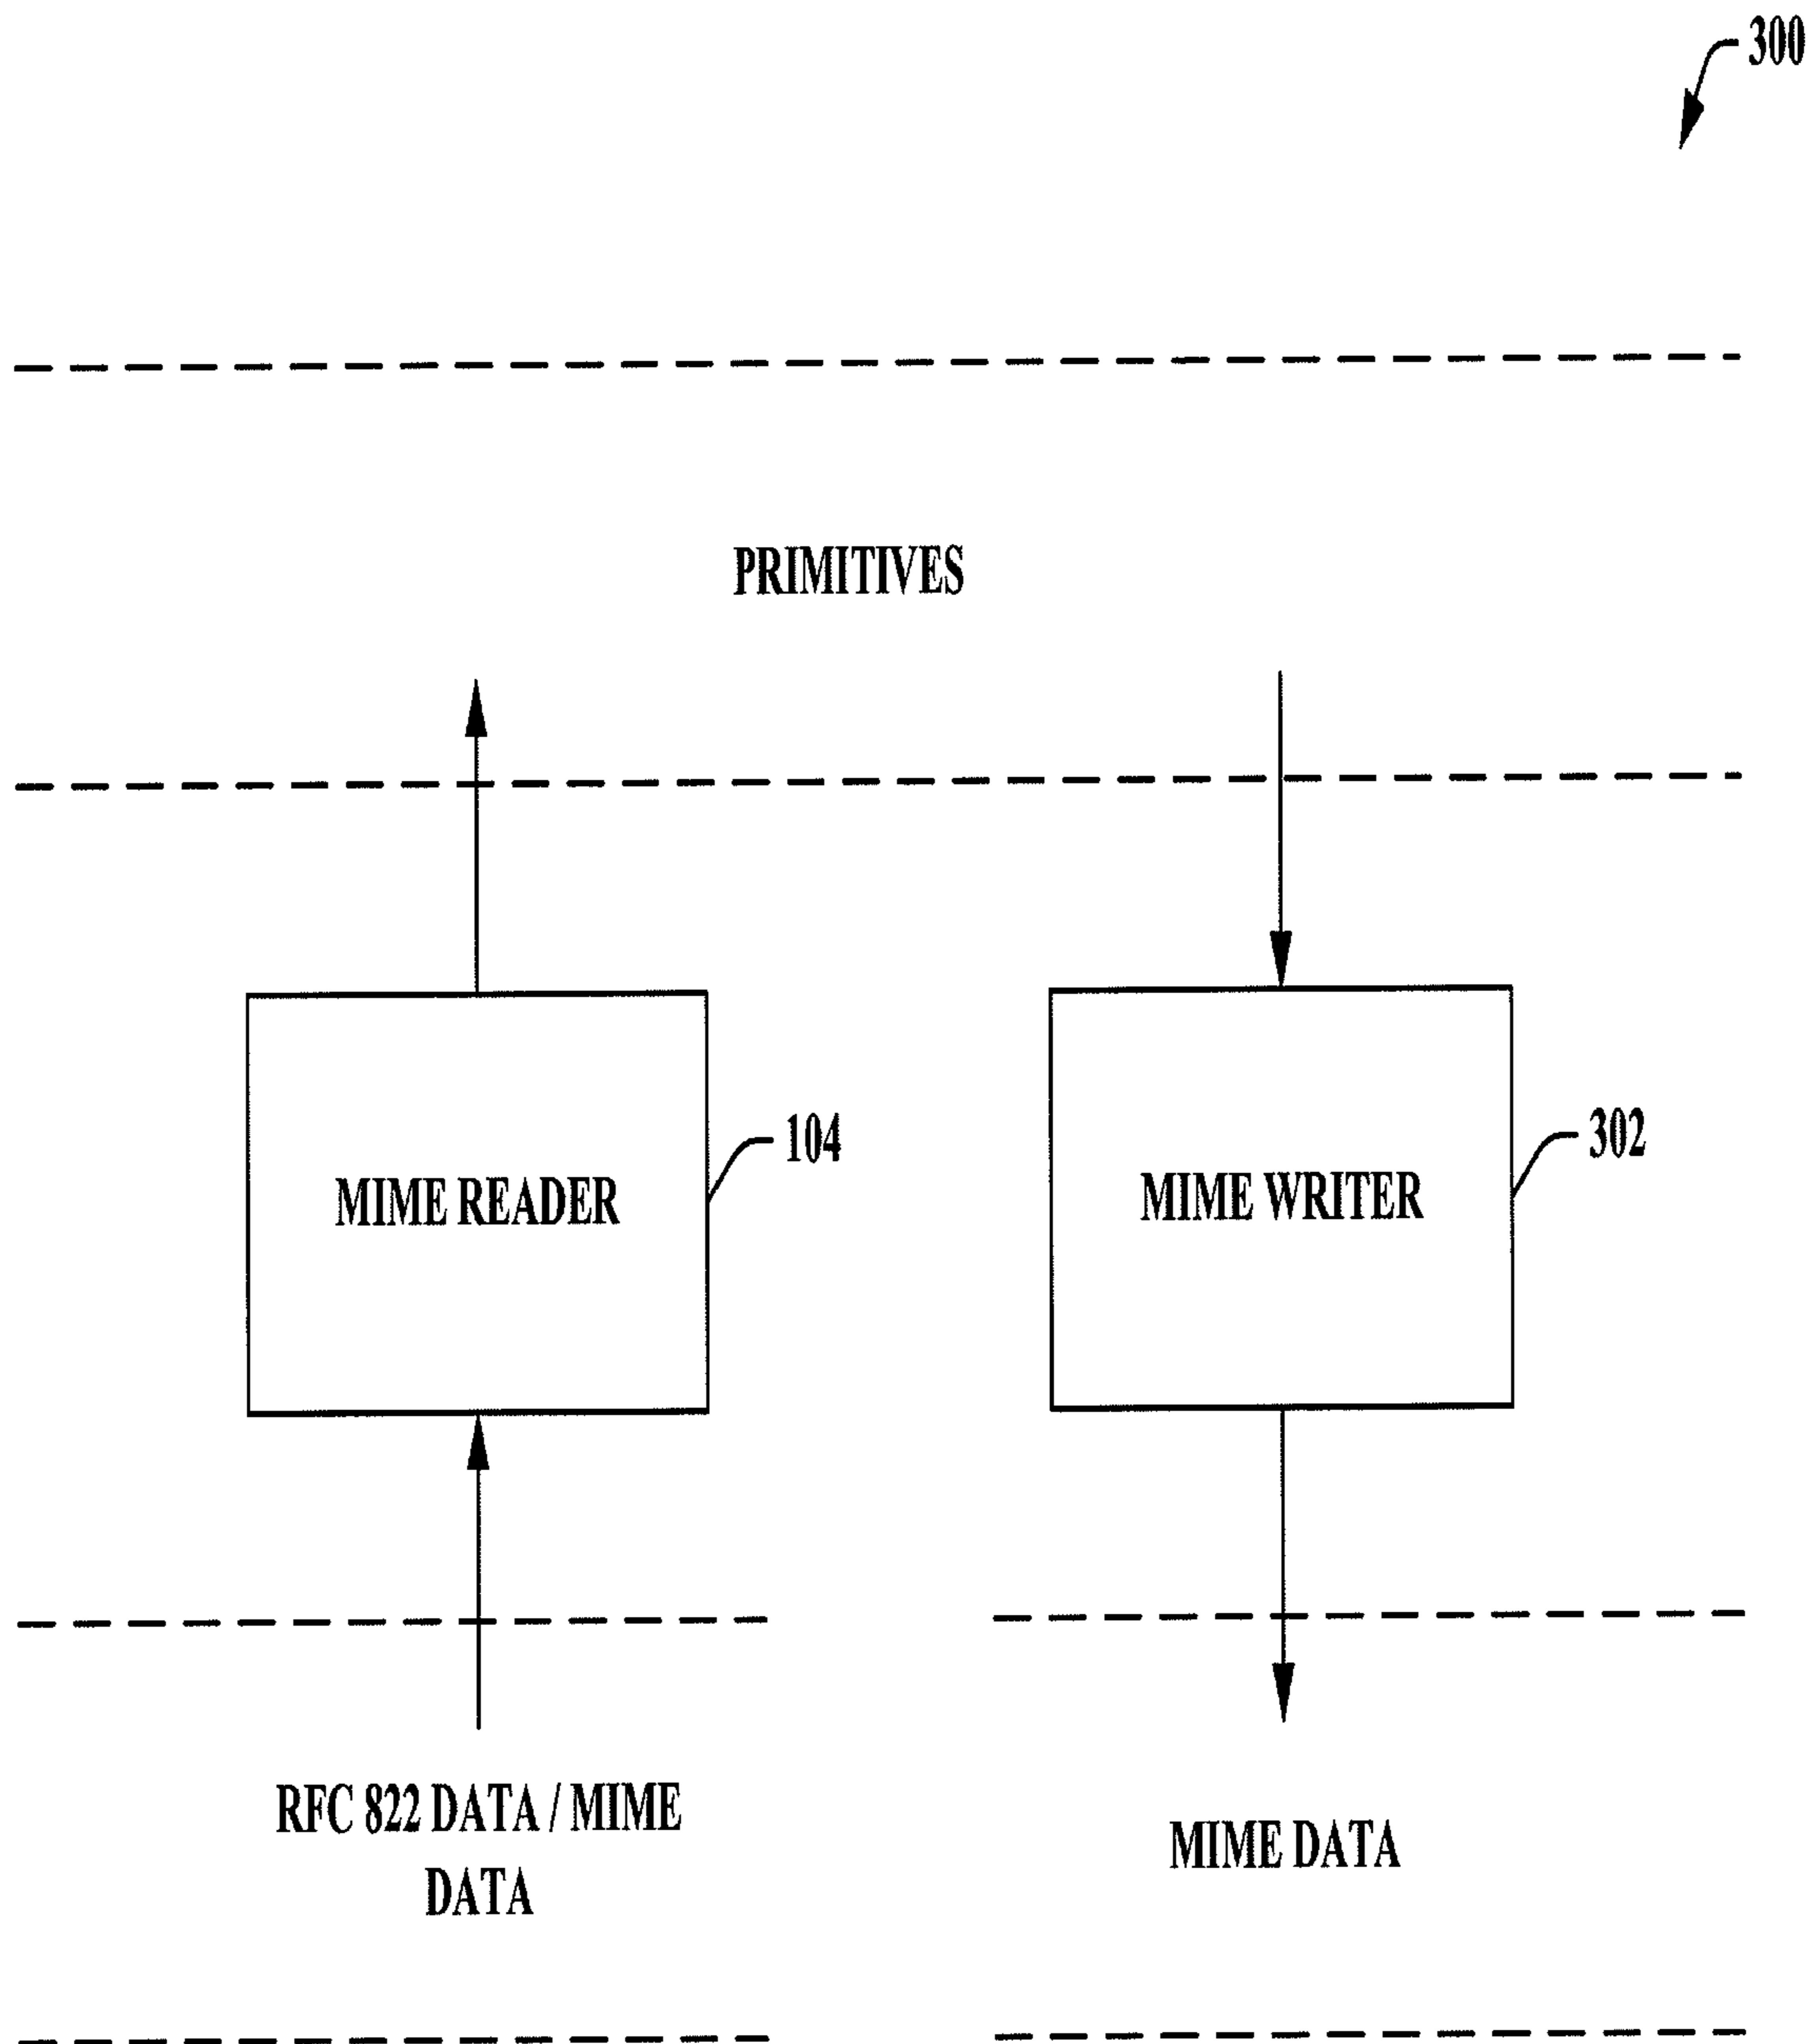 300
PRIMITIVES
104
302
MIME READER
MIME WRITER
RFC 822 DATA / MIME
DATA
MIME DATA